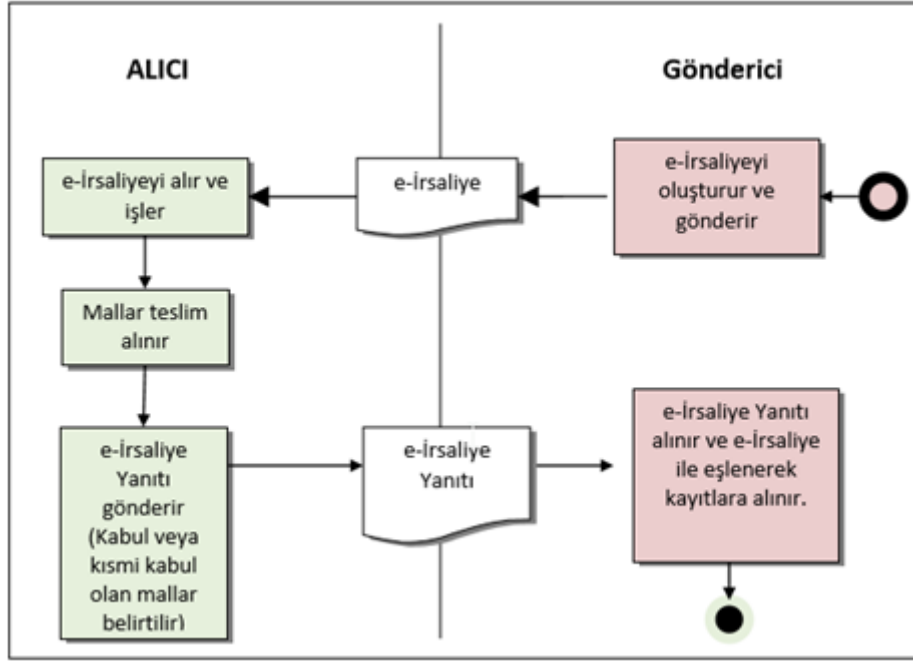 ALICI
Gönderici
e-İrsaliyeyi alır ve
işler
e-İrsaliye
e-İrsaliyeyi
oluşturur ve
gönderir
Mallar teslim
alınır
e-İrsaliye
Yanıtı
gönderir
(Kabul veya
kısmi kabul
olan mallar
belirtilir)
e-İrsaliye
Yanıtı
e-İrsaliye Yanıtı
alınır ve e-İrsaliye
ile eşlenerek
kayıtlara alınır.